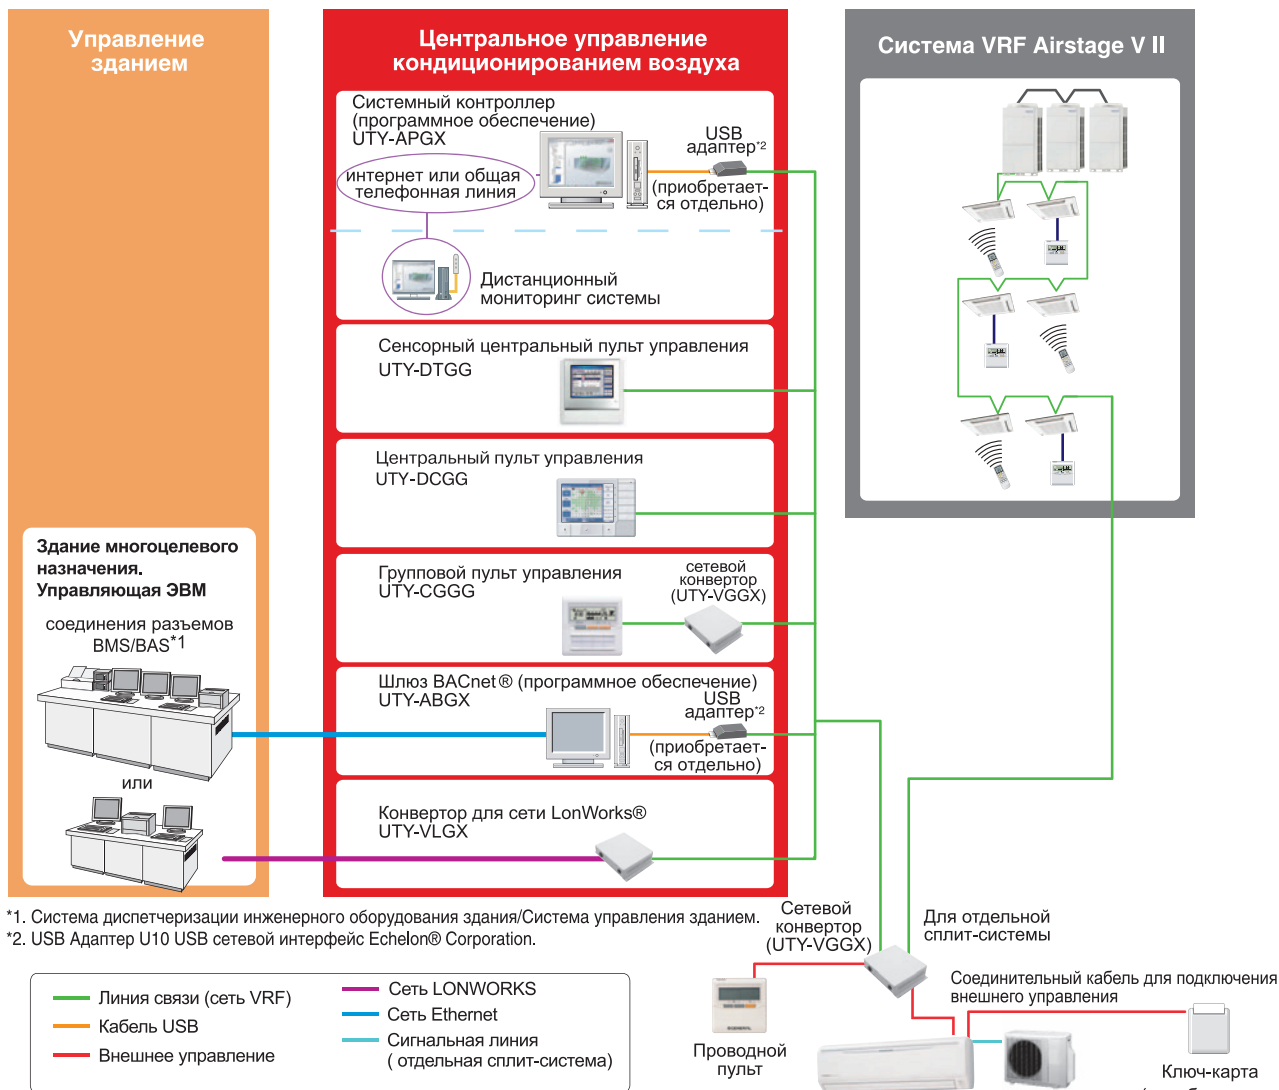 Управление
зданием
Центральное управление
кондиционированием воздуха
Система VRF Airstage V II
Системный контроллер
(программное обеспечение)
UTY-APGX
USB
адаптер*2
интернет или общая
телефонная линия
(приобретает-
ся отдельно)
Дистанционный
мониторинг системы
Сенсорный центральный пульт управления
UTY-DTGG
Центральный пульт управления
UTY-DCGG
Групповой пульт управления
UTY-CGGG
сетевой
конвертор
(UTY-VGGX)
Здание многоцелевого
назначения.
Управляющая ЭВМ
соединения разъемов
BMS/BAS*1
или
Шлюз BACnet® (программное обеспечение)
UTY-ABGX
USB
адаптер*2
(приобретает-
ся отдельно)
Конвертор для сети LonWorks®
UTY-VLGX
*1. Система диспетчеризации инженерного оборудования здания/Система управления зданием.
*2. USB Адаптер U10 USB сетевой интерфейс Echelon® Corporation.
Сетевой
конвертор
(UTY-VGGX)
Для отдельной
сплит-системы
Соединительный кабель для подключения
внешнего управления
Линия связи (сеть VRF)
Кабель USB
Внешнее управление
Сеть LONWORKS
Сеть Ethernet
Сигнальная линия
( отдельная сплит-система)
Проводной
пульт
Ключ-карта